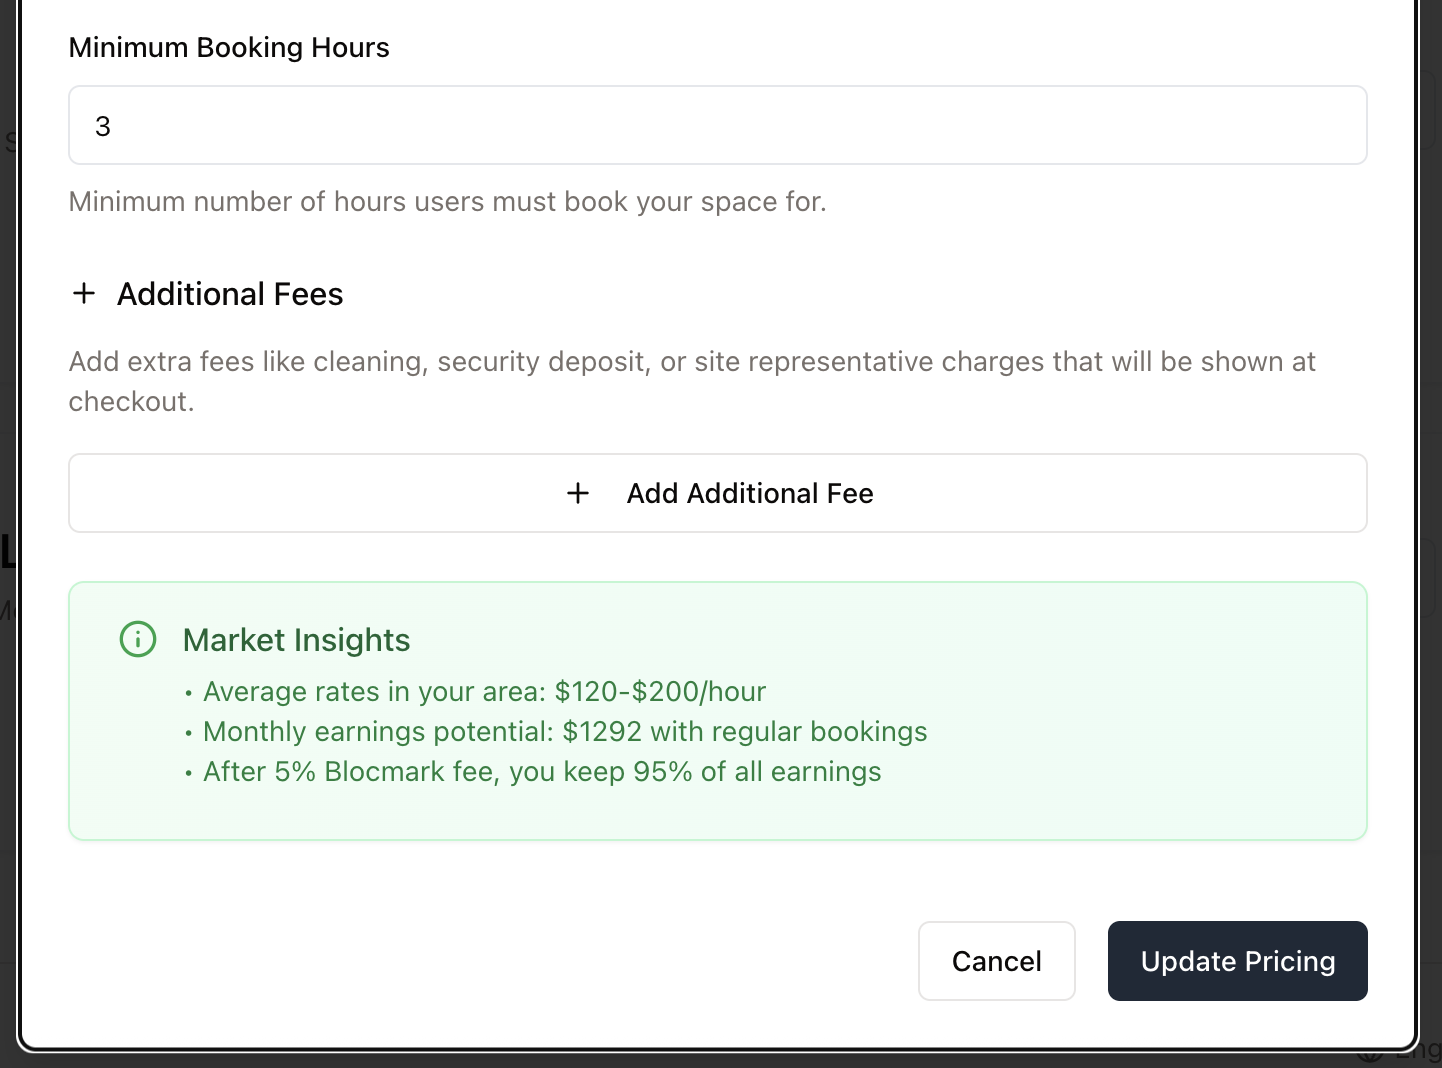 Minimum Booking Hours
3
Minimum number of hours users must book your space for.
+ Additional Fees
Add extra fees like cleaning, security deposit, or site representative charges that will be shown at
checkout.
+ Add Additional Fee
Market Insights
• Average rates in your area: $120-$200/hour
• Monthly earnings potential: $1292 with regular bookings
• After 5% Blocmark fee, you keep 95% of all earnings
Cancel
Update Pricing